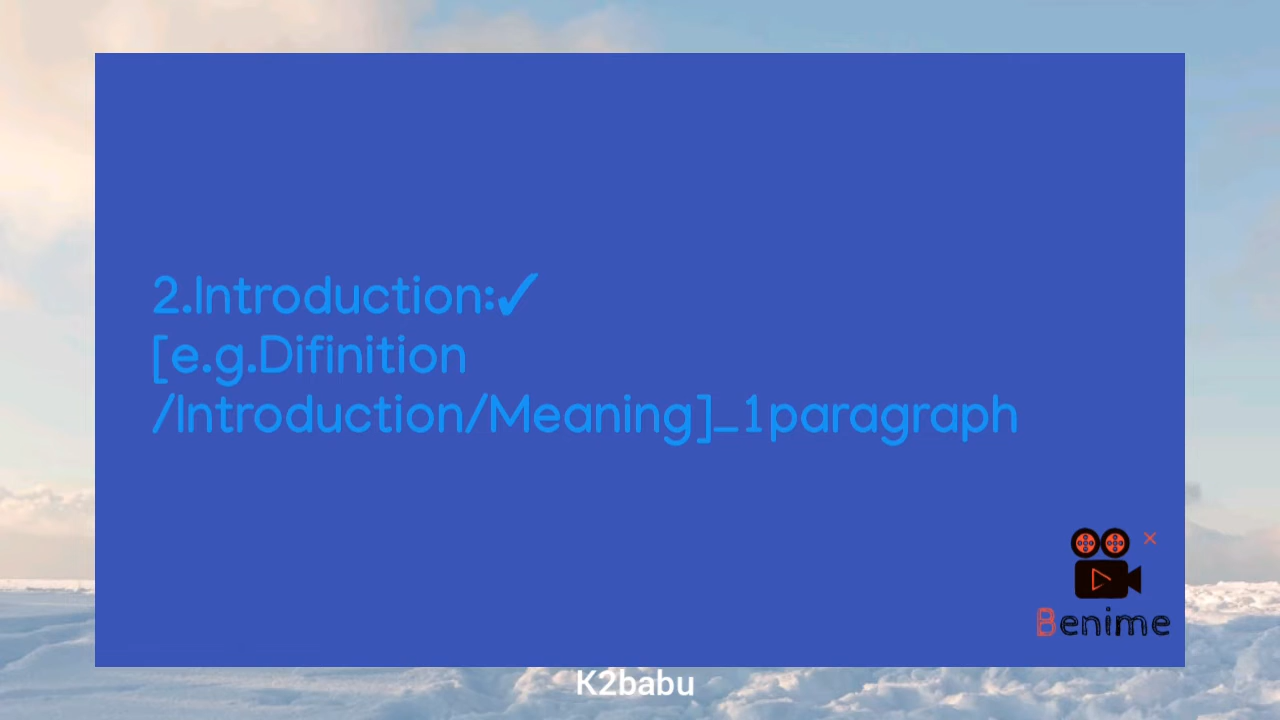 2.Introduction:✓
[e.g.Difinition
/Introduction/Meaning]_1paragraph
Benime
K2babu